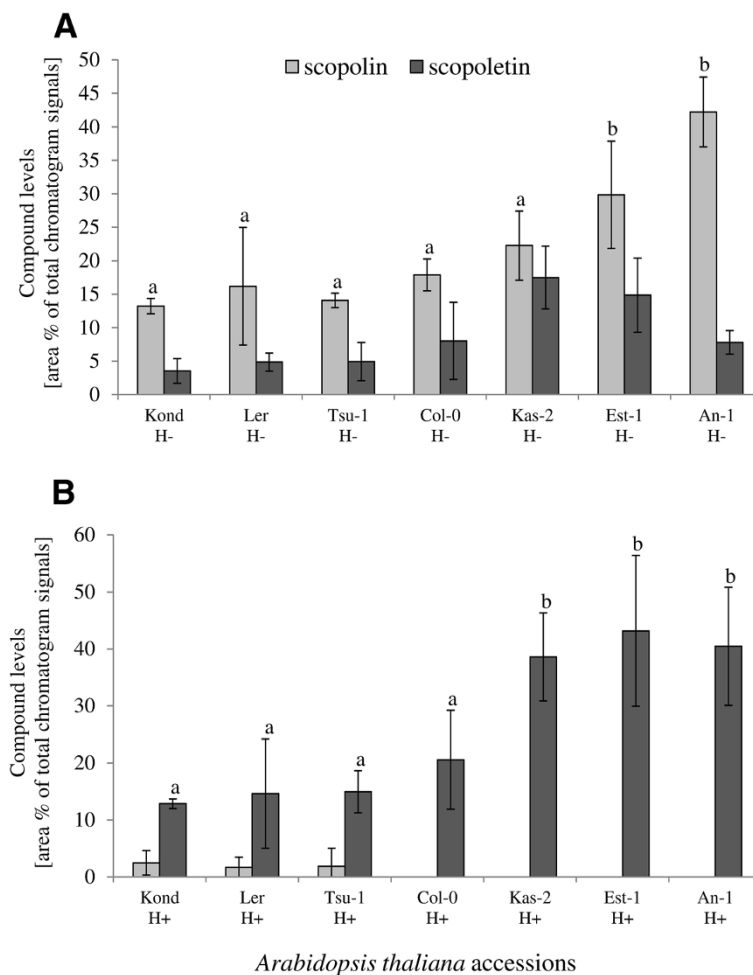 A
scopolin scopoletin
Compound levels
[area % of total chromatogram signals]
50
45
40
35
30
25
20
15
10
5
0
a a a a a b b
Kond Ler Tsu-1 Col-0 Kas-2 Est-1 An-1
H- H- H- H- H- H- H-
B
Compound levels
[area % of total chromatogram signals]
60
50
40
30
20
10
0
a a a a b b b
Kond Ler Tsu-1 Col-0 Kas-2 Est-1 An-1
H+ H+ H+ H+ H+ H+ H+
Arabidopsis thaliana accessions